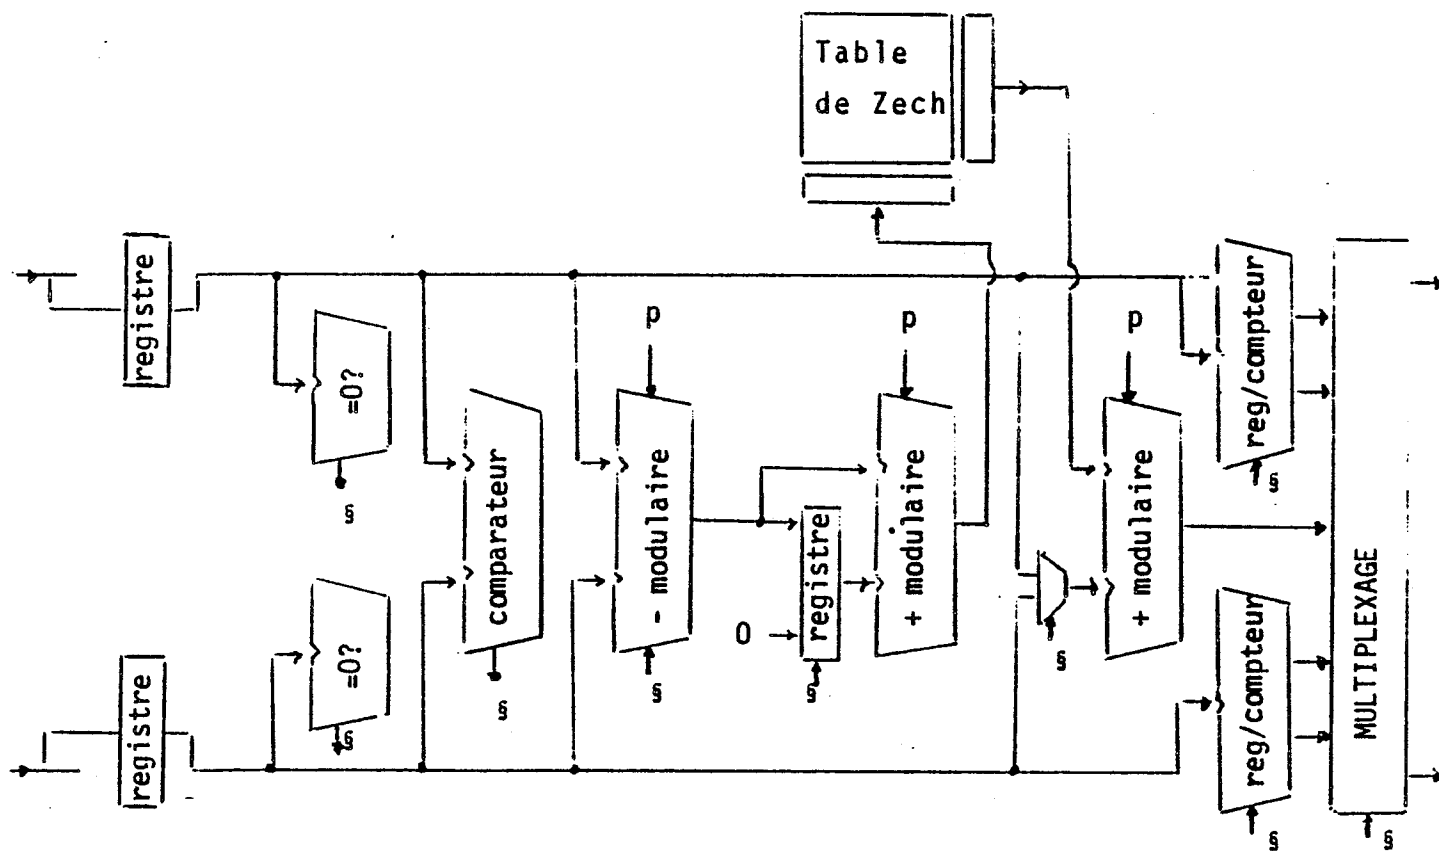 Table
de Zech
registre
=0?
§
p
p
p
reg/compteur
§
comparateur
§
- modulaire
§
registre
0
§
+ modulaire
§
+ modulaire
registre
=0?
§
reg/compteur
§
MULTIPLEXAGE
§